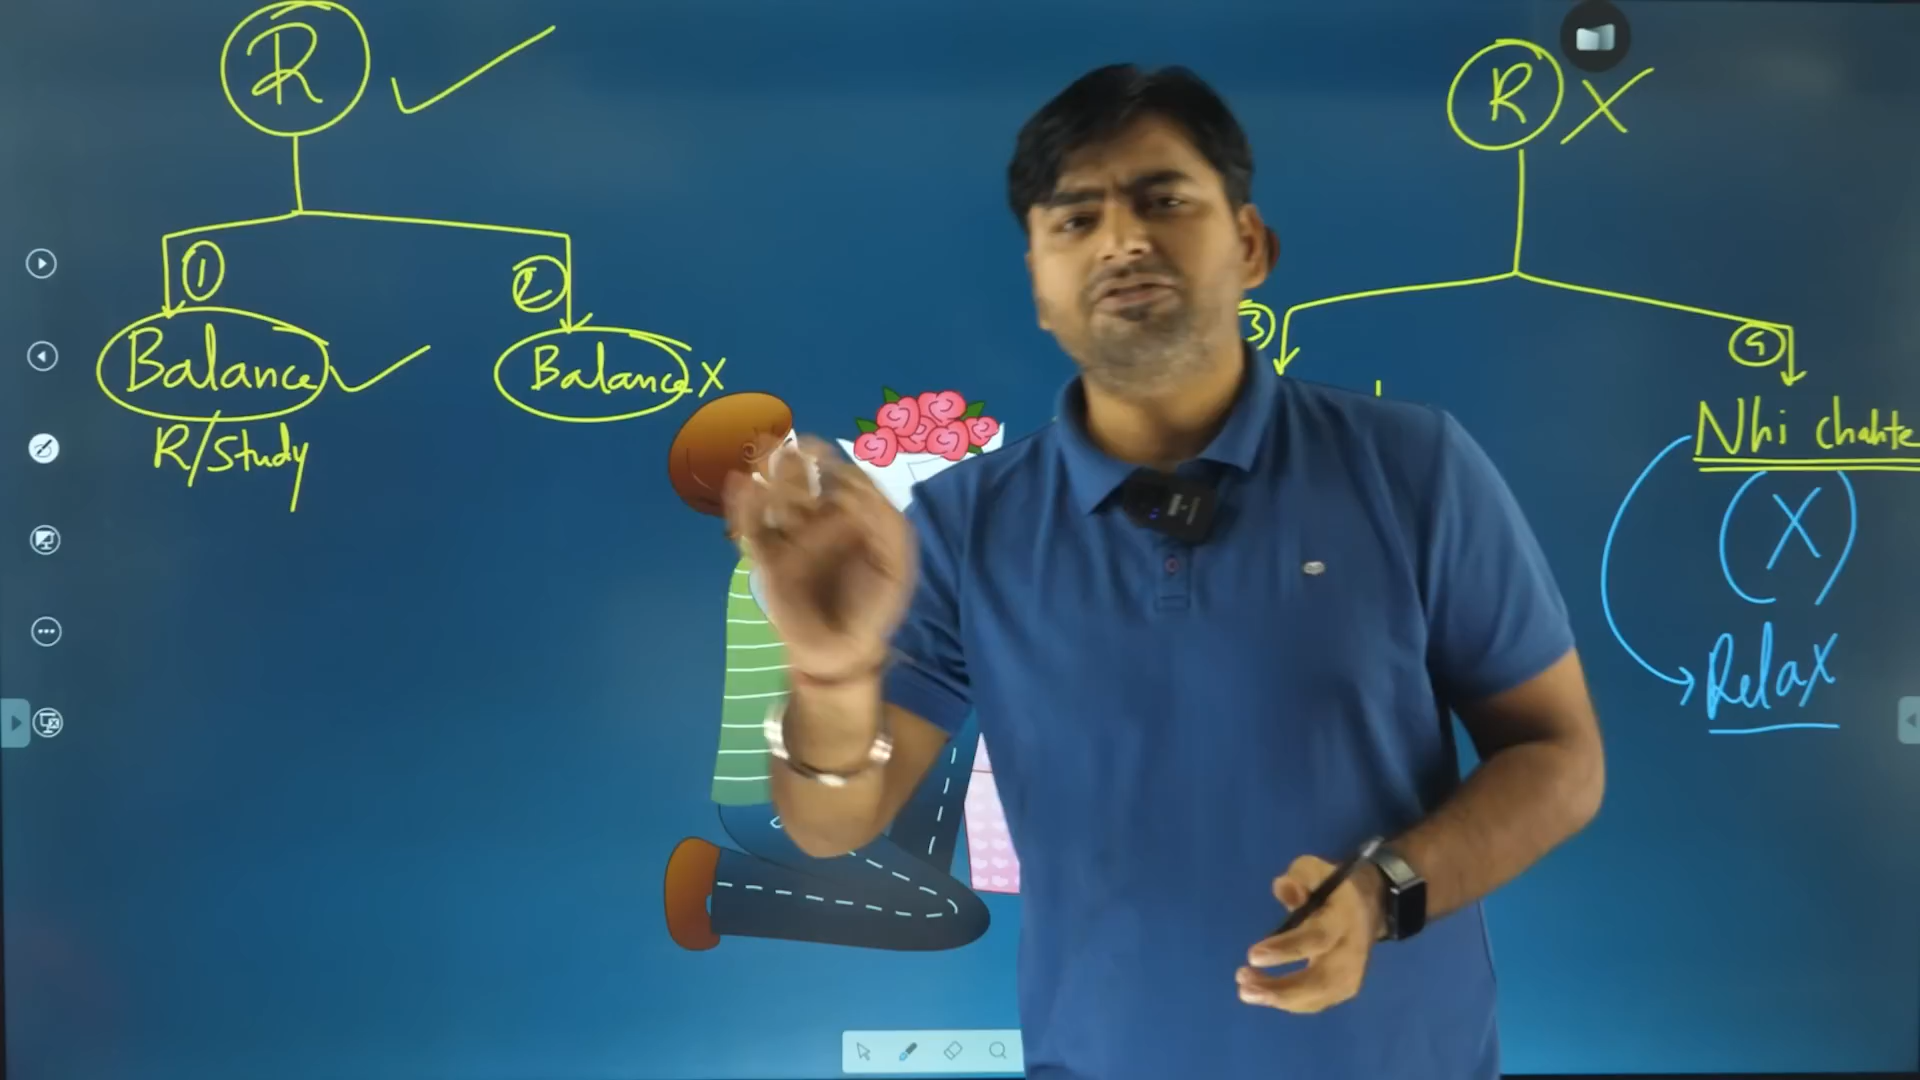 R
R X
1
2
3
4
Balance
Balance X
R/Study
Nhi chahte
(X)
Relax